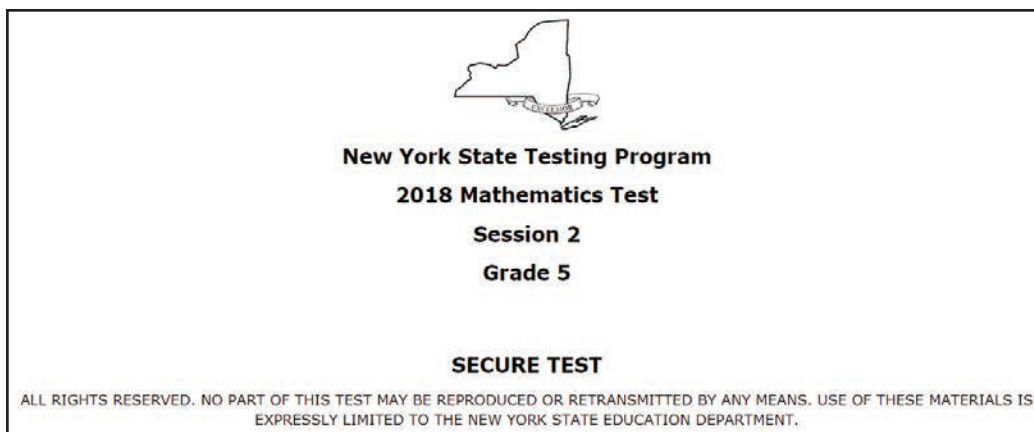 EXCELSIOR
New York State Testing Program
2018 Mathematics Test
Session 2
Grade 5
SECURE TEST
ALL RIGHTS RESERVED. NO PART OF THIS TEST MAY BE REPRODUCED OR RETRANSMITTED BY ANY MEANS. USE OF THESE MATERIALS IS
EXPRESSLY LIMITED TO THE NEW YORK STATE EDUCATION DEPARTMENT.